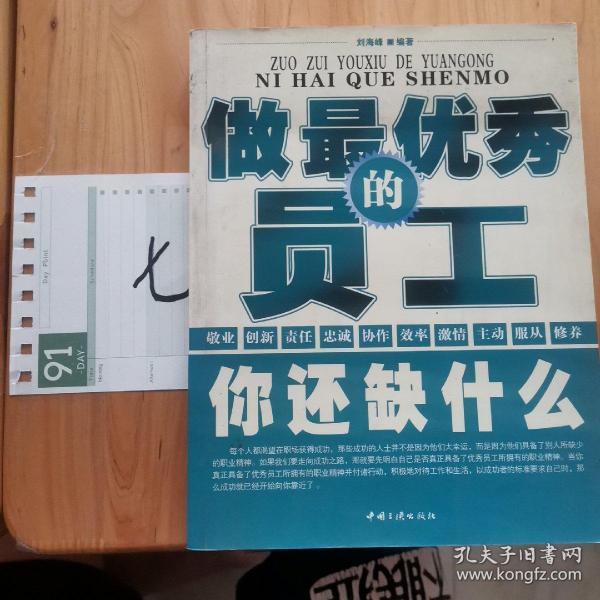 刘海峰 ■ 编著
ZUO ZUI YOUXIU DE YUANGONG
NI HAI QUE SHENMO
做最优秀
的
员工
敬业 创新 责任 忠诚 协作 效率 激情 主动 服从 修养
你还缺什么
每个人都渴望在职场获得成功，那些成功的人士并不是因为他们太幸运，而是因为他们具备了别人所缺少
的职业精神。如果我们要走向成功之路，那就要先明白自己是否真正具备了优秀员工所拥有的职业精神。当你
真正具备了优秀员工所拥有的职业精神并付诸行动，积极地对待工作和生活，以成功者的标准要求自己时，那
么成功就已经开始向你靠近了。
中国三峡出版社
Day Point
Schedule
91
-DAY-
Time
Morning
Afternoon
七
孔夫子旧书网
www.kongfz.com